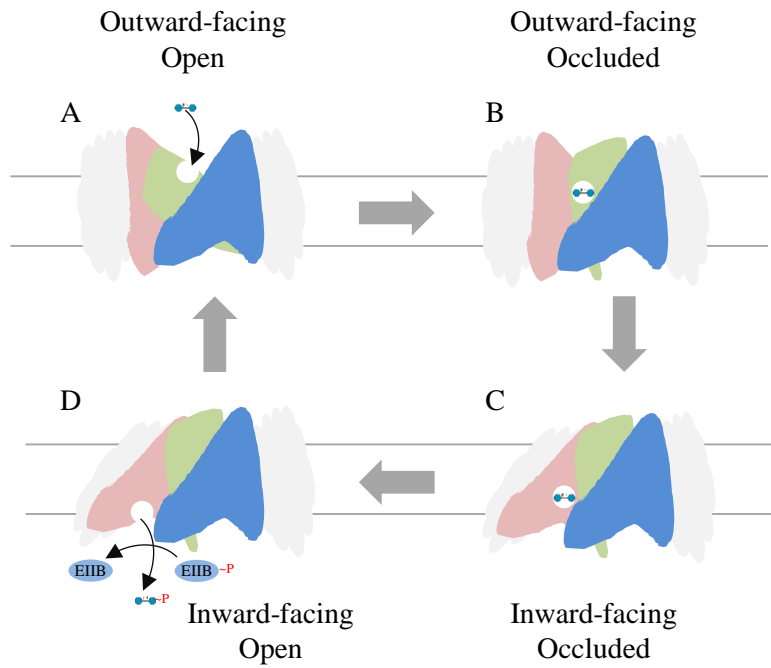 Outward-facing
Open
Outward-facing
Occluded
A
B
D
C
EIIB
EIIB~P
~P
Inward-facing
Open
Inward-facing
Occluded